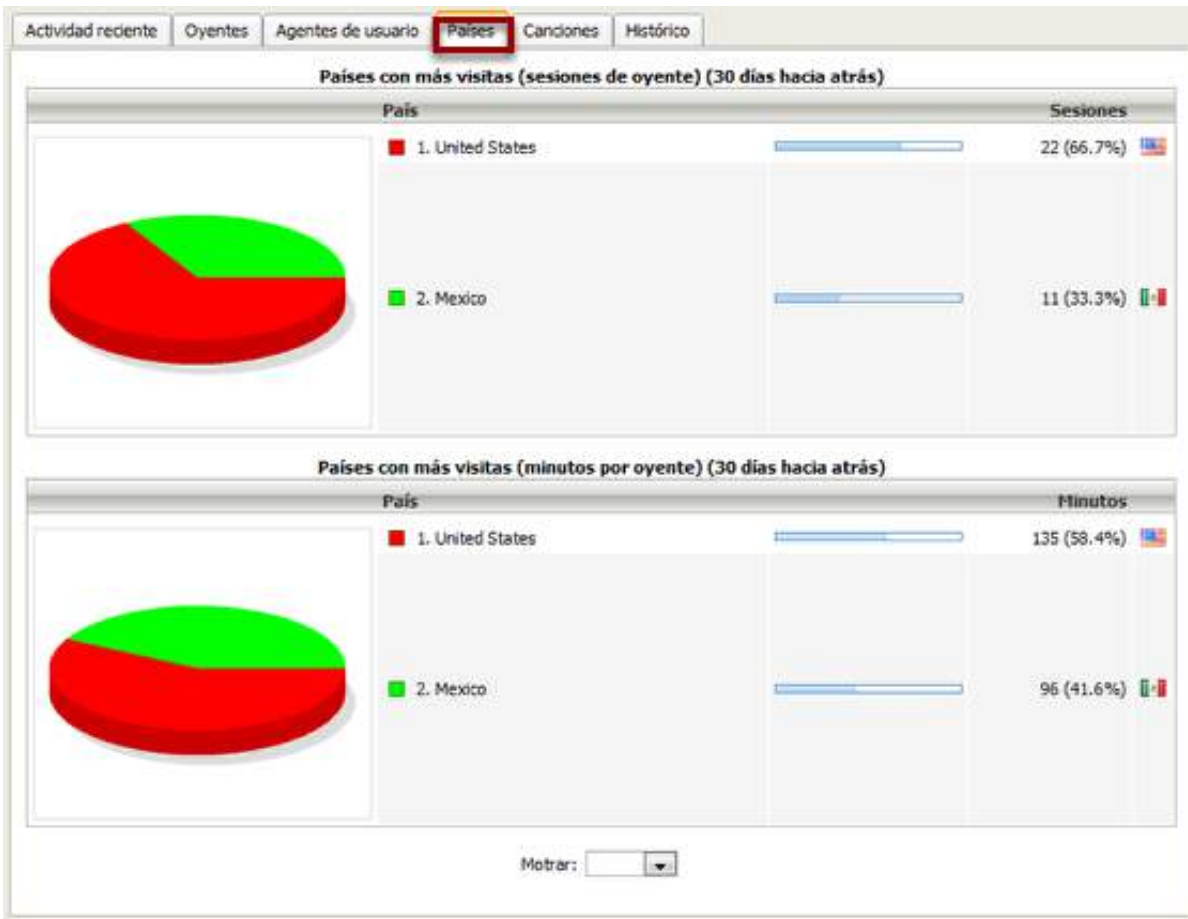 Actividad reciente Oyentes Agentes de usuario Países Canciones Histórico
Países con más visitas (sesiones de oyente) (30 días hacia atrás)
País Sesiones
1. United States 22 (66.7%)
2. Mexico 11 (33.3%)
Países con más visitas (minutos por oyente) (30 días hacia atrás)
País Minutos
1. United States 135 (58.4%)
2. Mexico 96 (41.6%)
Motrar: